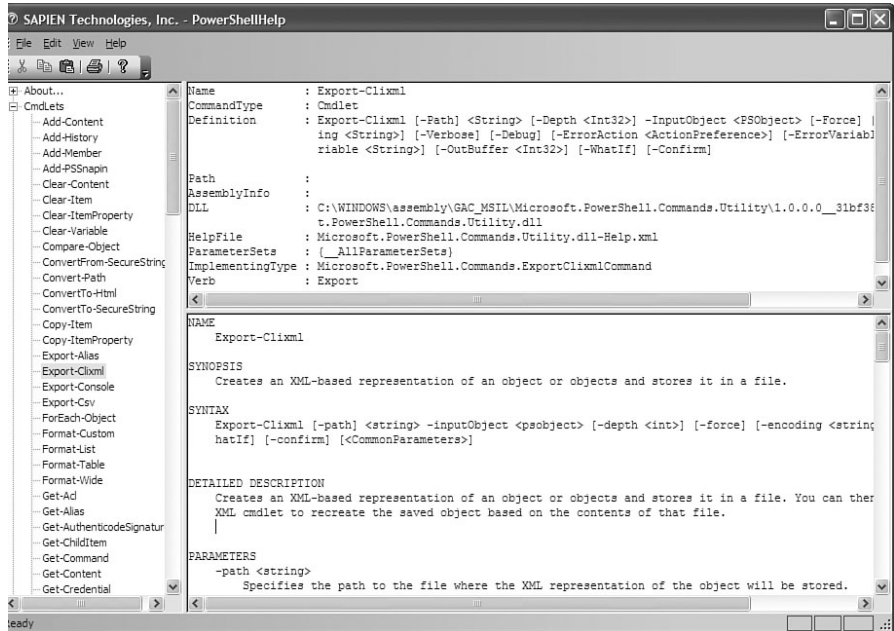 SAPIEN Technologies, Inc. - PowerShellHelp
File Edit View Help
About...
CmdLets
Add-Content
Add-History
Add-Member
Add-PSSnapin
Clear-Content
Clear-Item
Clear-ItemProperty
Clear-Variable
Compare-Object
ConvertFrom-SecureString
Convert-Path
ConvertTo-Html
ConvertTo-SecureString
Copy-Item
Copy-ItemProperty
Export-Alias
Export-Clixml
Export-Console
Export-Csv
ForEach-Object
Format-Custom
Format-List
Format-Table
Format-Wide
Get-Acl
Get-Alias
Get-AuthenticodeSignatur
Get-ChildItem
Get-Command
Get-Content
Get-Credential
Name : Export-Clixml
CommandType : Cmdlet
Definition : Export-Clixml [-Path] <String> [-Depth <Int32>] -InputObject <PSObject> [-Force] [
ing <String>] [-Verbose] [-Debug] [-ErrorAction <ActionPreference>] [-ErrorVariabl
riable <String>] [-OutBuffer <Int32>] [-WhatIf] [-Confirm]
Path :
AssemblyInfo :
DLL : C:\WINDOWS\assembly\GAC_MSIL\Microsoft.PowerShell.Commands.Utility\1.0.0.0__31bf38
t.PowerShell.Commands.Utility.dll
HelpFile : Microsoft.PowerShell.Commands.Utility.dll-Help.xml
ParameterSets : {__AllParameterSets}
ImplementingType : Microsoft.PowerShell.Commands.ExportClixmlCommand
Verb : Export
NAME
Export-Clixml
SYNOPSIS
Creates an XML-based representation of an object or objects and stores it in a file.
SYNTAX
Export-Clixml [-path] <string> -inputObject <psobject> [-depth <int>] [-force] [-encoding <string
hatIf] [-confirm] [<CommonParameters>]
DETAILED DESCRIPTION
Creates an XML-based representation of an object or objects and stores it in a file. You can then
XML cmdlet to recreate the saved object based on the contents of that file.
PARAMETERS
-path <string>
Specifies the path to the file where the XML representation of the object will be stored.
Ready